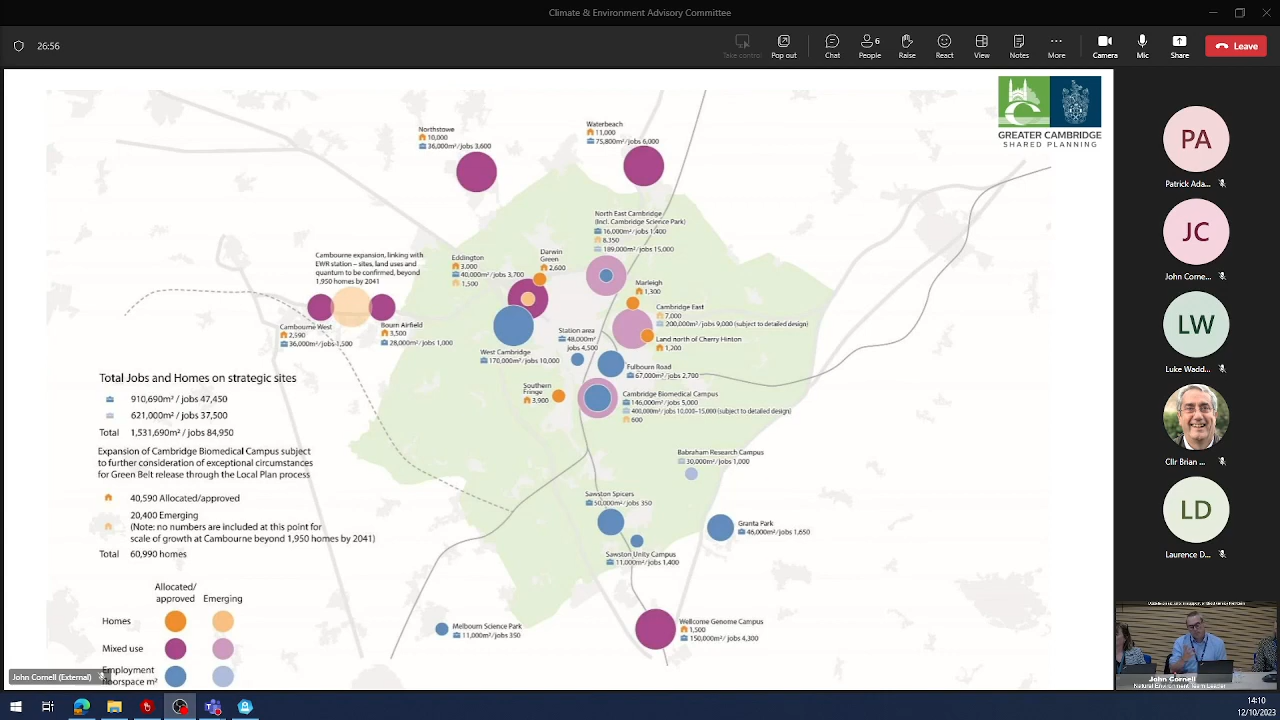 Climate & Environment Advisory Committee
26:56
Take control
Pop out
Chat
People
6
Raise
React
View
Notes
More
Camera
Mic
Share
Leave
GREATER CAMBRIDGE
SHARED PLANNING
Northstowe
10,000
36,000m²/jobs 3,600
Waterbeach
11,000
75,800m²/jobs 6,000
North East Cambridge
(Incl. Cambridge Science Park)
16,000m²/jobs 1,400
8,350
189,000m²/jobs 15,000
Cambourne expansion, linking with
EWR station – sites, land uses and
quantum to be confirmed, beyond
1,950 homes by 2041
Eddington
3,000
40,000m²/jobs 3,700
1,500
Darwin
Green
2,600
Marleigh
1,300
Cambridge East
7,000
200,000m²/jobs 9,000 (subject to detailed design)
Cambourne West
2,590
36,000m²/jobs 1,500
Bourn Airfield
3,500
28,000m²/jobs 1,000
West Cambridge
170,000m²/jobs 10,000
Station area
48,000m²/
jobs 4,500
Land north of Cherry Hinton
1,200
Fulbourn Road
67,000m²/jobs 2,700
Southern
Fringe
3,900
Cambridge Biomedical Campus
146,000m²/jobs 5,000
400,000m²/jobs 10,000–15,000 (subject to detailed design)
600
Total Jobs and Homes on strategic sites
910,690m² / jobs 47,450
621,000m² / jobs 37,500
Total 1,531,690m² / jobs 84,950
Expansion of Cambridge Biomedical Campus subject
to further consideration of exceptional circumstances
for Green Belt release through the Local Plan process
40,590 Allocated/approved
20,400 Emerging
(Note: no numbers are included at this point for
scale of growth at Cambourne beyond 1,950 homes by 2041)
Total 60,990 homes
Babraham Research Campus
30,000m²/jobs 1,000
Sawston Spicers
50,000m²/jobs 350
Granta Park
46,000m²/jobs 1,650
Sawston Unity Campus
11,000m²/jobs 1,400
Melbourn Science Park
11,000m²/jobs 350
Wellcome Genome Campus
1,500
150,000m²/jobs 4,300
Allocated/
approved
Emerging
Homes
Mixed use
Employment
floorspace m²
John Cornell (External)
PA
Patrick Ada...
JC
John Corne...
LW
Luke Wad...
Cllr Brian ...
LD
Laurence D...
John Cornell
Natural Environment Team Leader
14:10
12/10/2023